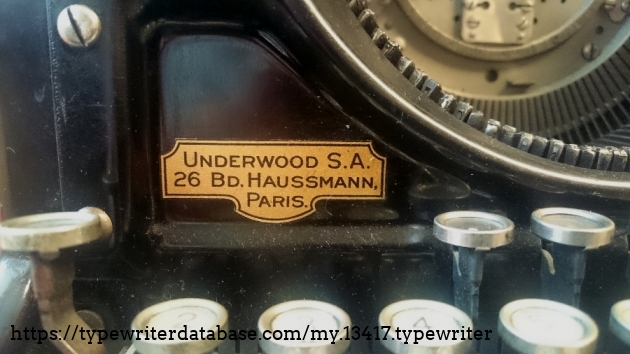 UNDERWOOD S.A.
26 BD. HAUSSMANN,
PARIS.
https://typewriterdatabase.com/my.13417.typewriter